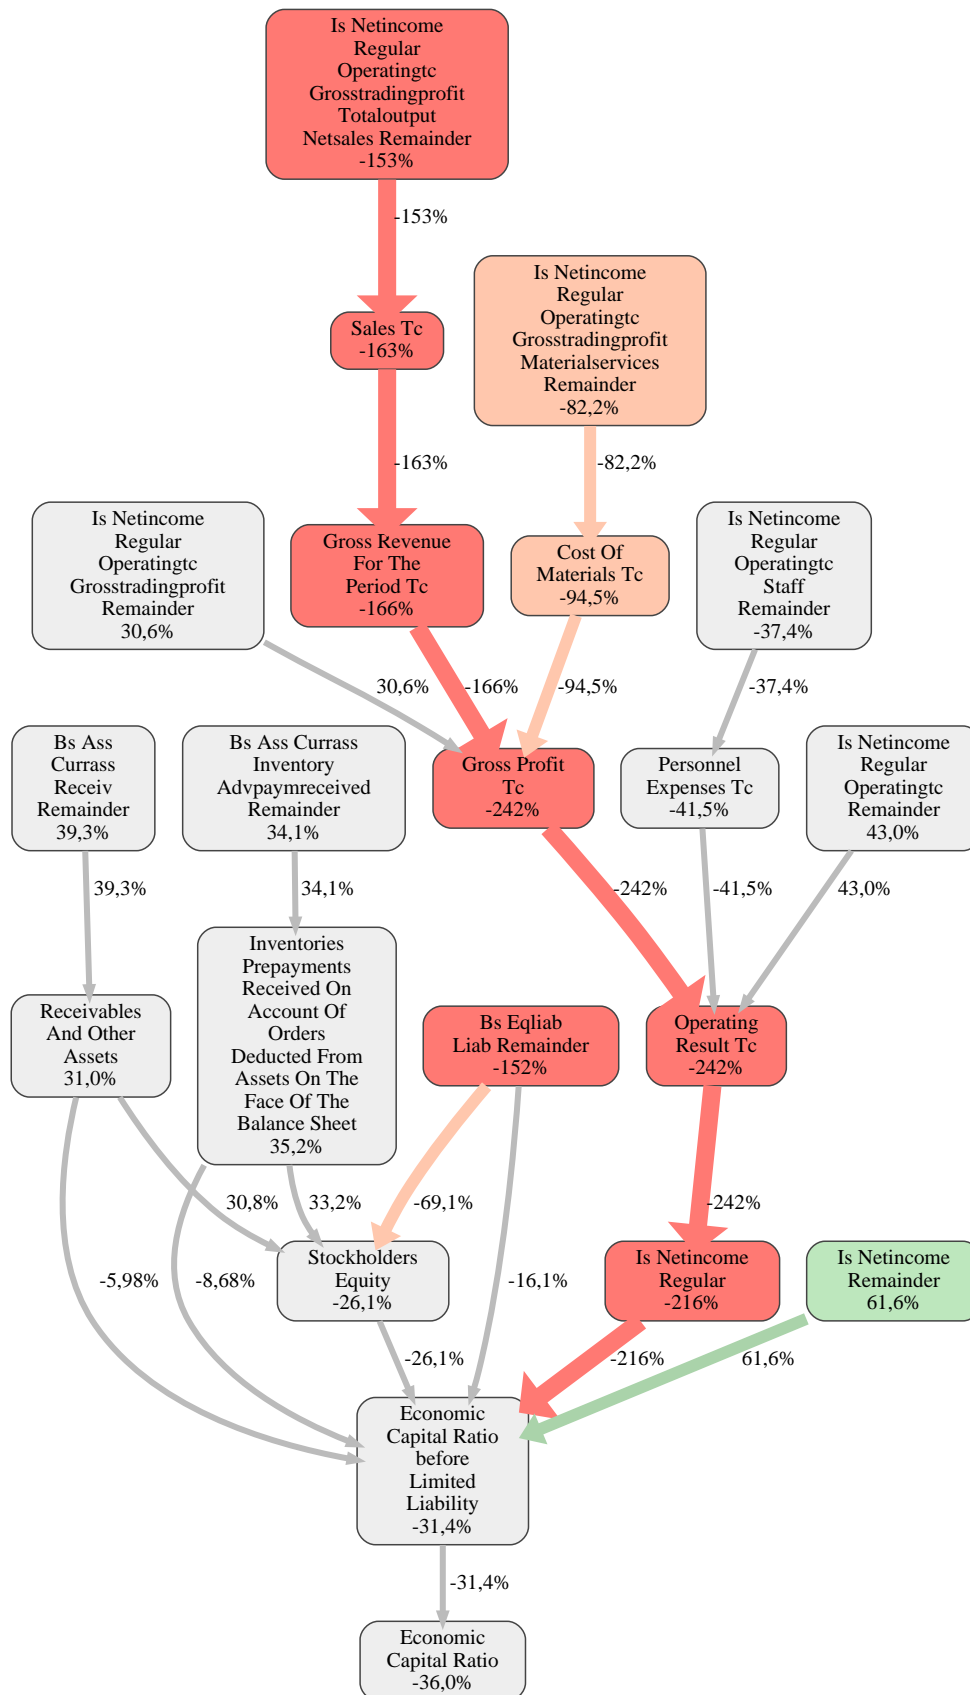 Is Netincome
Regular
Operatingtc
Grosstradingprofit
Totaloutput
Netsales Remainder
-153%
-153%
Sales Tc
-163%
Is Netincome
Regular
Operatingtc
Grosstradingprofit
Materialservices
Remainder
-82,2%
-163%
-82,2%
Is Netincome
Regular
Operatingtc
Grosstradingprofit
Remainder
30,6%
Gross Revenue
For The
Period Tc
-166%
Cost Of
Materials Tc
-94,5%
Is Netincome
Regular
Operatingtc
Staff
Remainder
-37,4%
30,6%
-166%
-94,5%
-37,4%
Bs Ass
Currass
Receiv
Remainder
39,3%
Bs Ass Currass
Inventory
Advpaymreceived
Remainder
34,1%
Gross Profit
Tc
-242%
Personnel
Expenses Tc
-41,5%
Is Netincome
Regular
Operatingtc
Remainder
43,0%
39,3%
34,1%
-242%
-41,5%
43,0%
Receivables
And Other
Assets
31,0%
Inventories
Prepayments
Received On
Account Of
Orders
Deducted From
Assets On The
Face Of The
Balance Sheet
35,2%
Bs Eqliab
Liab Remainder
-152%
Operating
Result Tc
-242%
30,8%
33,2%
-69,1%
-242%
-5,98%
-8,68%
Stockholders
Equity
-26,1%
-16,1%
Is Netincome
Regular
-216%
Is Netincome
Remainder
61,6%
-26,1%
-216%
61,6%
Economic
Capital Ratio
before
Limited
Liability
-31,4%
-31,4%
Economic
Capital Ratio
-36,0%